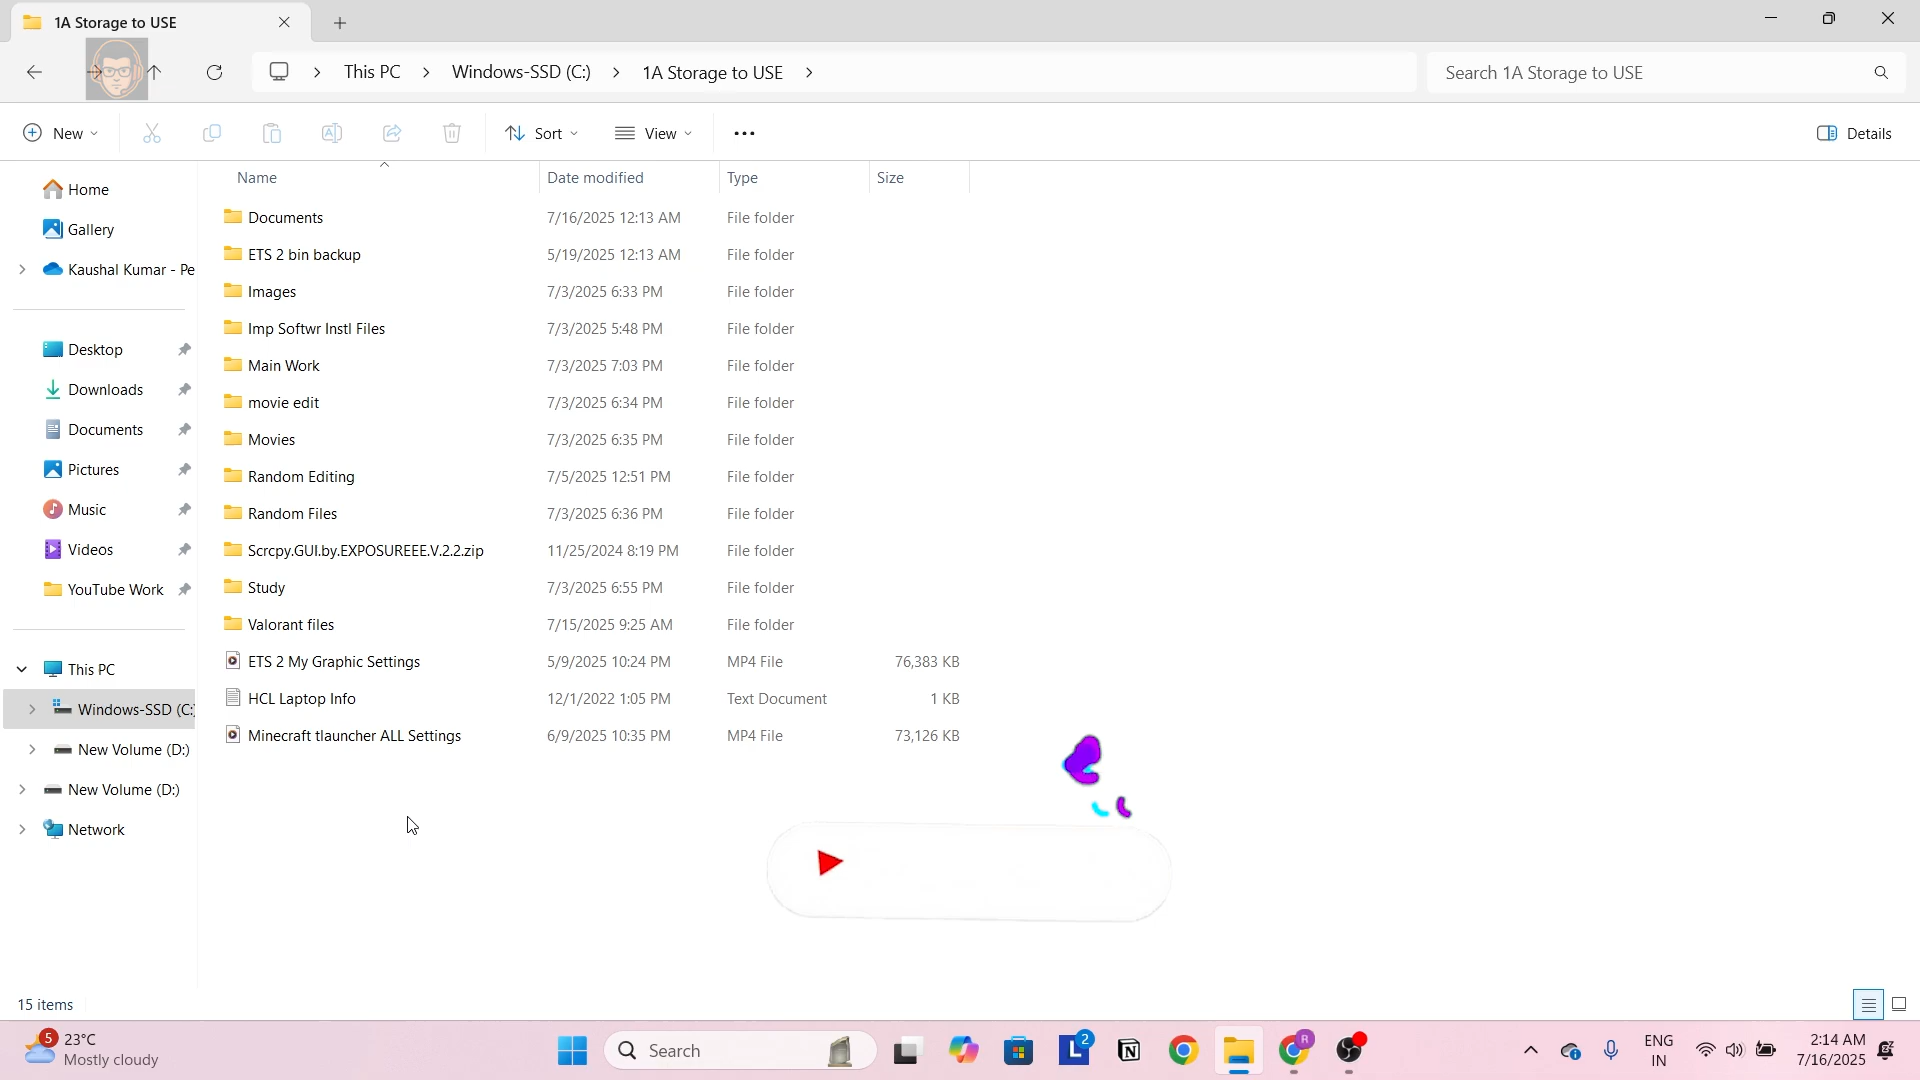 1A Storage to USE
This PC
Windows-SSD (C:)
1A Storage to USE
Search 1A Storage to USE
New
Sort
View
Details
Name Date modified Type Size
Home
Gallery
Kaushal Kumar - Pe
Desktop
Downloads
Documents
Pictures
Music
Videos
YouTube Work
This PC
Windows-SSD (C:
New Volume (D:)
New Volume (D:)
Network
Documents 7/16/2025 12:13 AM File folder
ETS 2 bin backup 5/19/2025 12:13 AM File folder
Images 7/3/2025 6:33 PM File folder
Imp Softwr Instl Files 7/3/2025 5:48 PM File folder
Main Work 7/3/2025 7:03 PM File folder
movie edit 7/3/2025 6:34 PM File folder
Movies 7/3/2025 6:35 PM File folder
Random Editing 7/5/2025 12:51 PM File folder
Random Files 7/3/2025 6:36 PM File folder
Scrcpy.GUI.by.EXPOSUREEE.V.2.2.zip 11/25/2024 8:19 PM File folder
Study 7/3/2025 6:55 PM File folder
Valorant files 7/15/2025 9:25 AM File folder
ETS 2 My Graphic Settings 5/9/2025 10:24 PM MP4 File 76,383 KB
HCL Laptop Info 12/1/2022 1:05 PM Text Document 1 KB
Minecraft tlauncher ALL Settings 6/9/2025 10:35 PM MP4 File 73,126 KB
15 items
5
23°C
Mostly cloudy
Search
L
2
N
R
ENG
IN
2:14 AM
7/16/2025